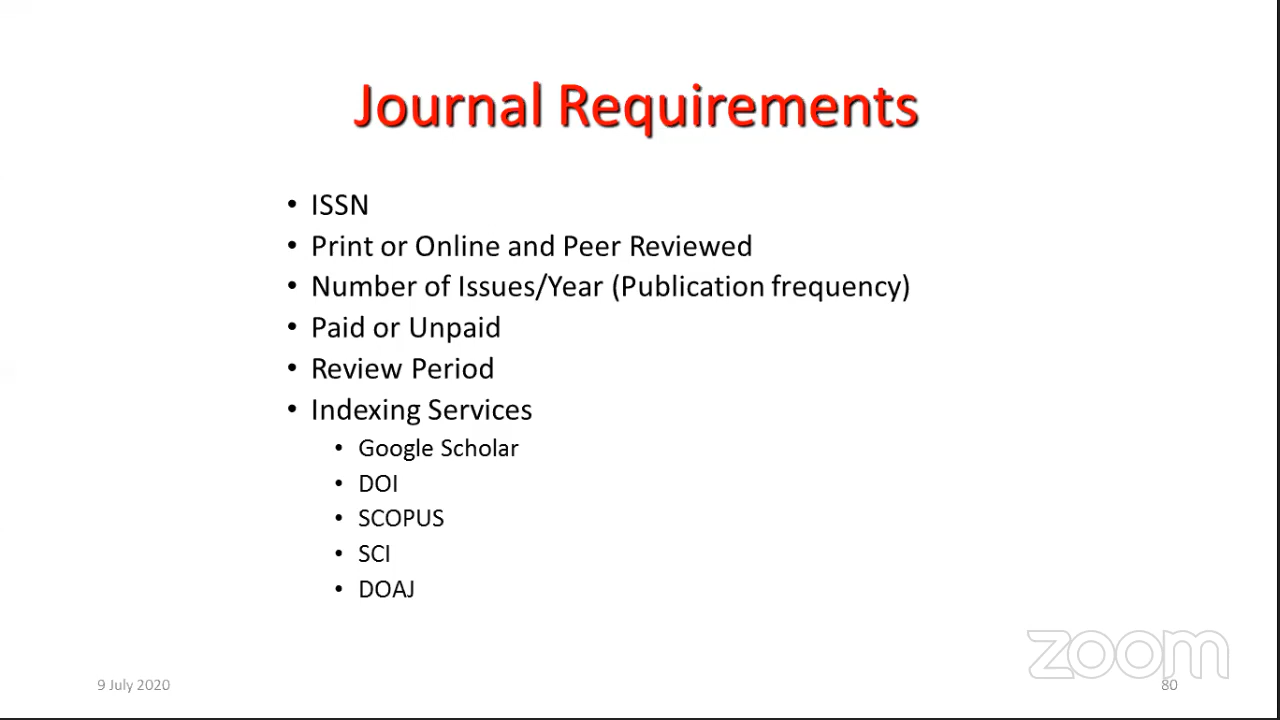 Journal Requirements
• ISSN
• Print or Online and Peer Reviewed
• Number of Issues/Year (Publication frequency)
• Paid or Unpaid
• Review Period
• Indexing Services
• Google Scholar
• DOI
• SCOPUS
• SCI
• DOAJ
zoom
9 July 2020
80